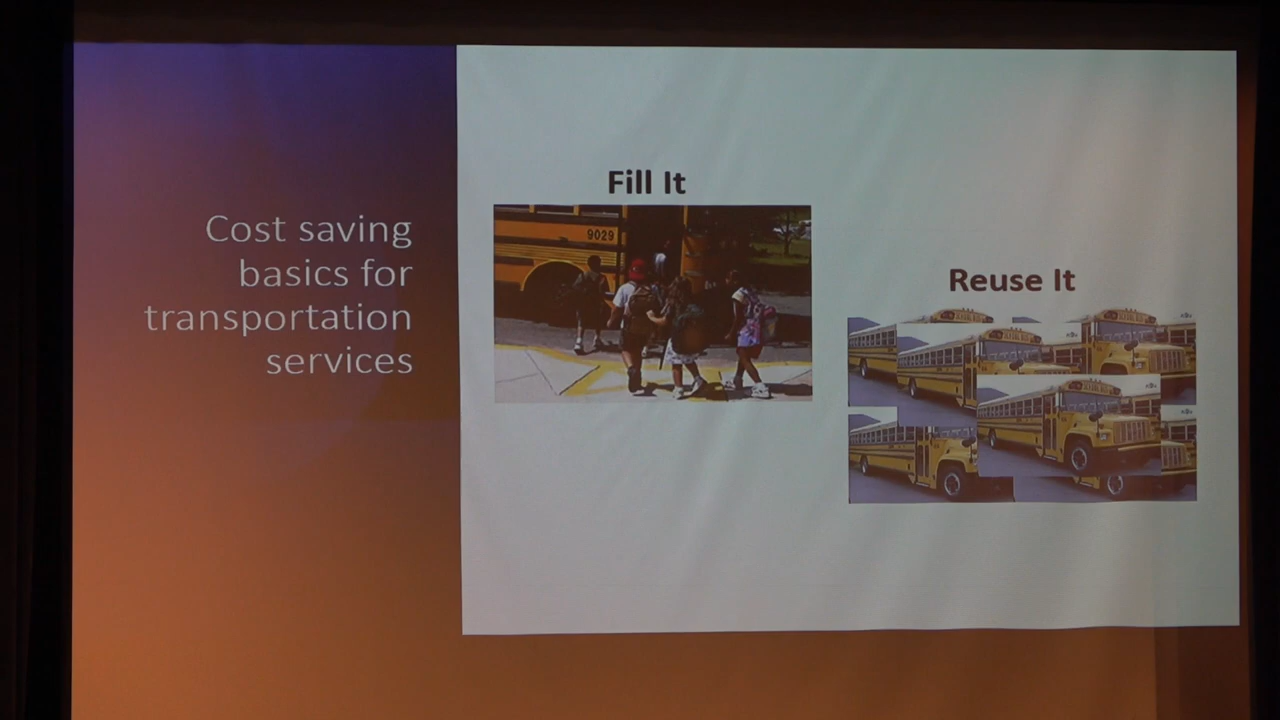 Cost saving
basics for
transportation
services
Fill It
9029
Reuse It